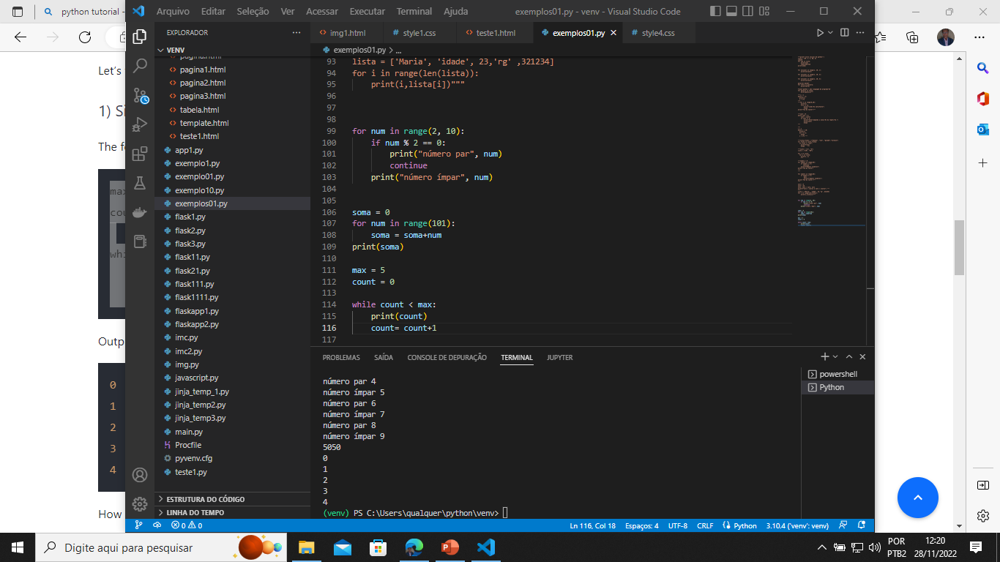 python tutorial -
Arquivo Editar Seleção Ver Acessar Executar Terminal Ajuda
exemplos01.py - venv - Visual Studio Code
EXPLORADOR
img1.html style1.css teste1.html exemplos01.py style4.css
exemplos01.py > ...
VENV
pagina1.html
pagina2.html
pagina3.html
tabela.html
template.html
teste1.html
app1.py
exemplo1.py
exemplo01.py
exemplo10.py
exemplos01.py
flask1.py
flask2.py
flask3.py
flask11.py
flask21.py
flask111.py
flask1111.py
flaskapp1.py
flaskapp2.py
imc.py
imc2.py
img.py
javascript.py
jinja_temp_1.py
jinja_temp2.py
jinja_temp3.py
main.py
Procfile
pyvenv.cfg
teste1.py
ESTRUTURA DO CÓDIGO
LINHA DO TEMPO
93 lista = ['Maria', 'idade', 23,'rg' ,321234]
94 for i in range(len(lista)):
95 print(i,lista[i])"""
96
97
98
99 for num in range(2, 10):
100 if num % 2 == 0:
101 print("número par", num)
102 continue
103 print("número ímpar", num)
104
105
106 soma = 0
107 for num in range(101):
108 soma = soma+num
109 print(soma)
110
111 max = 5
112 count = 0
113
114 while count < max:
115 print(count)
116 count= count+1
117
PROBLEMAS SAÍDA CONSOLE DE DEPURAÇÃO TERMINAL JUPYTER
powershell
Python
número par 4
número ímpar 5
número par 6
número ímpar 7
número par 8
número ímpar 9
5050
0
1
2
3
4
(venv) PS C:\Users\qualquer\python\venv>
0 0 Ln 116, Col 18 Espaços: 4 UTF-8 CRLF Python 3.10.4 ('venv': venv)
Let's
1) Si
The f
max
cou
whi
Outp
0
1
2
3
4
How
Digite aqui para pesquisar
POR
PTB2
12:20
28/11/2022